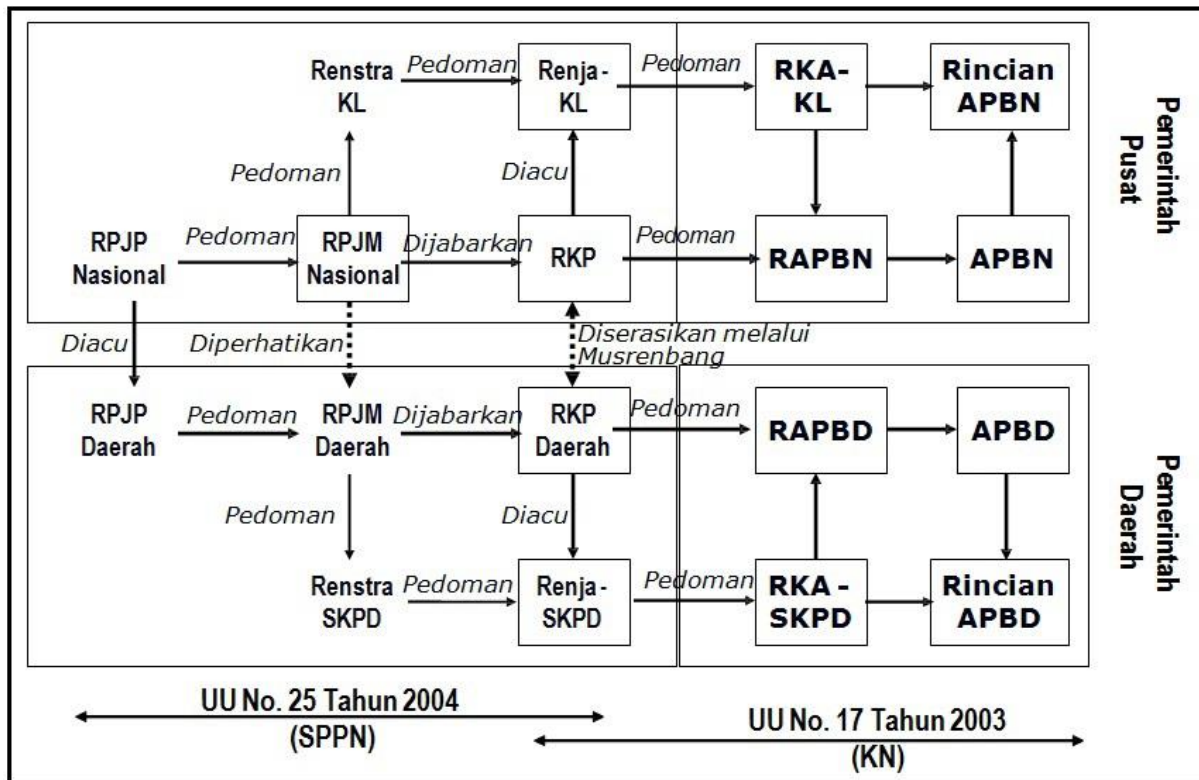 Renstra
KL
Pedoman
Renja -
KL
Pedoman
RKA-
KL
Rincian
APBN
Pemerintah
Pusat
Pedoman
Diacu
RPJP
Nasional
Pedoman
RPJM
Nasional
Dijabarkan
RKP
Pedoman
RAPBN
APBN
Diacu
Diperhatikan
Diserasikan melalui
Musrenbang
RPJP
Daerah
Pedoman
RPJM
Daerah
Dijabarkan
RKP
Daerah
Pedoman
RAPBD
APBD
Pemerintah
Daerah
Pedoman
Diacu
Renstra
SKPD
Pedoman
Renja -
SKPD
Pedoman
RKA -
SKPD
Rincian
APBD
UU No. 25 Tahun 2004
(SPPN)
UU No. 17 Tahun 2003
(KN)